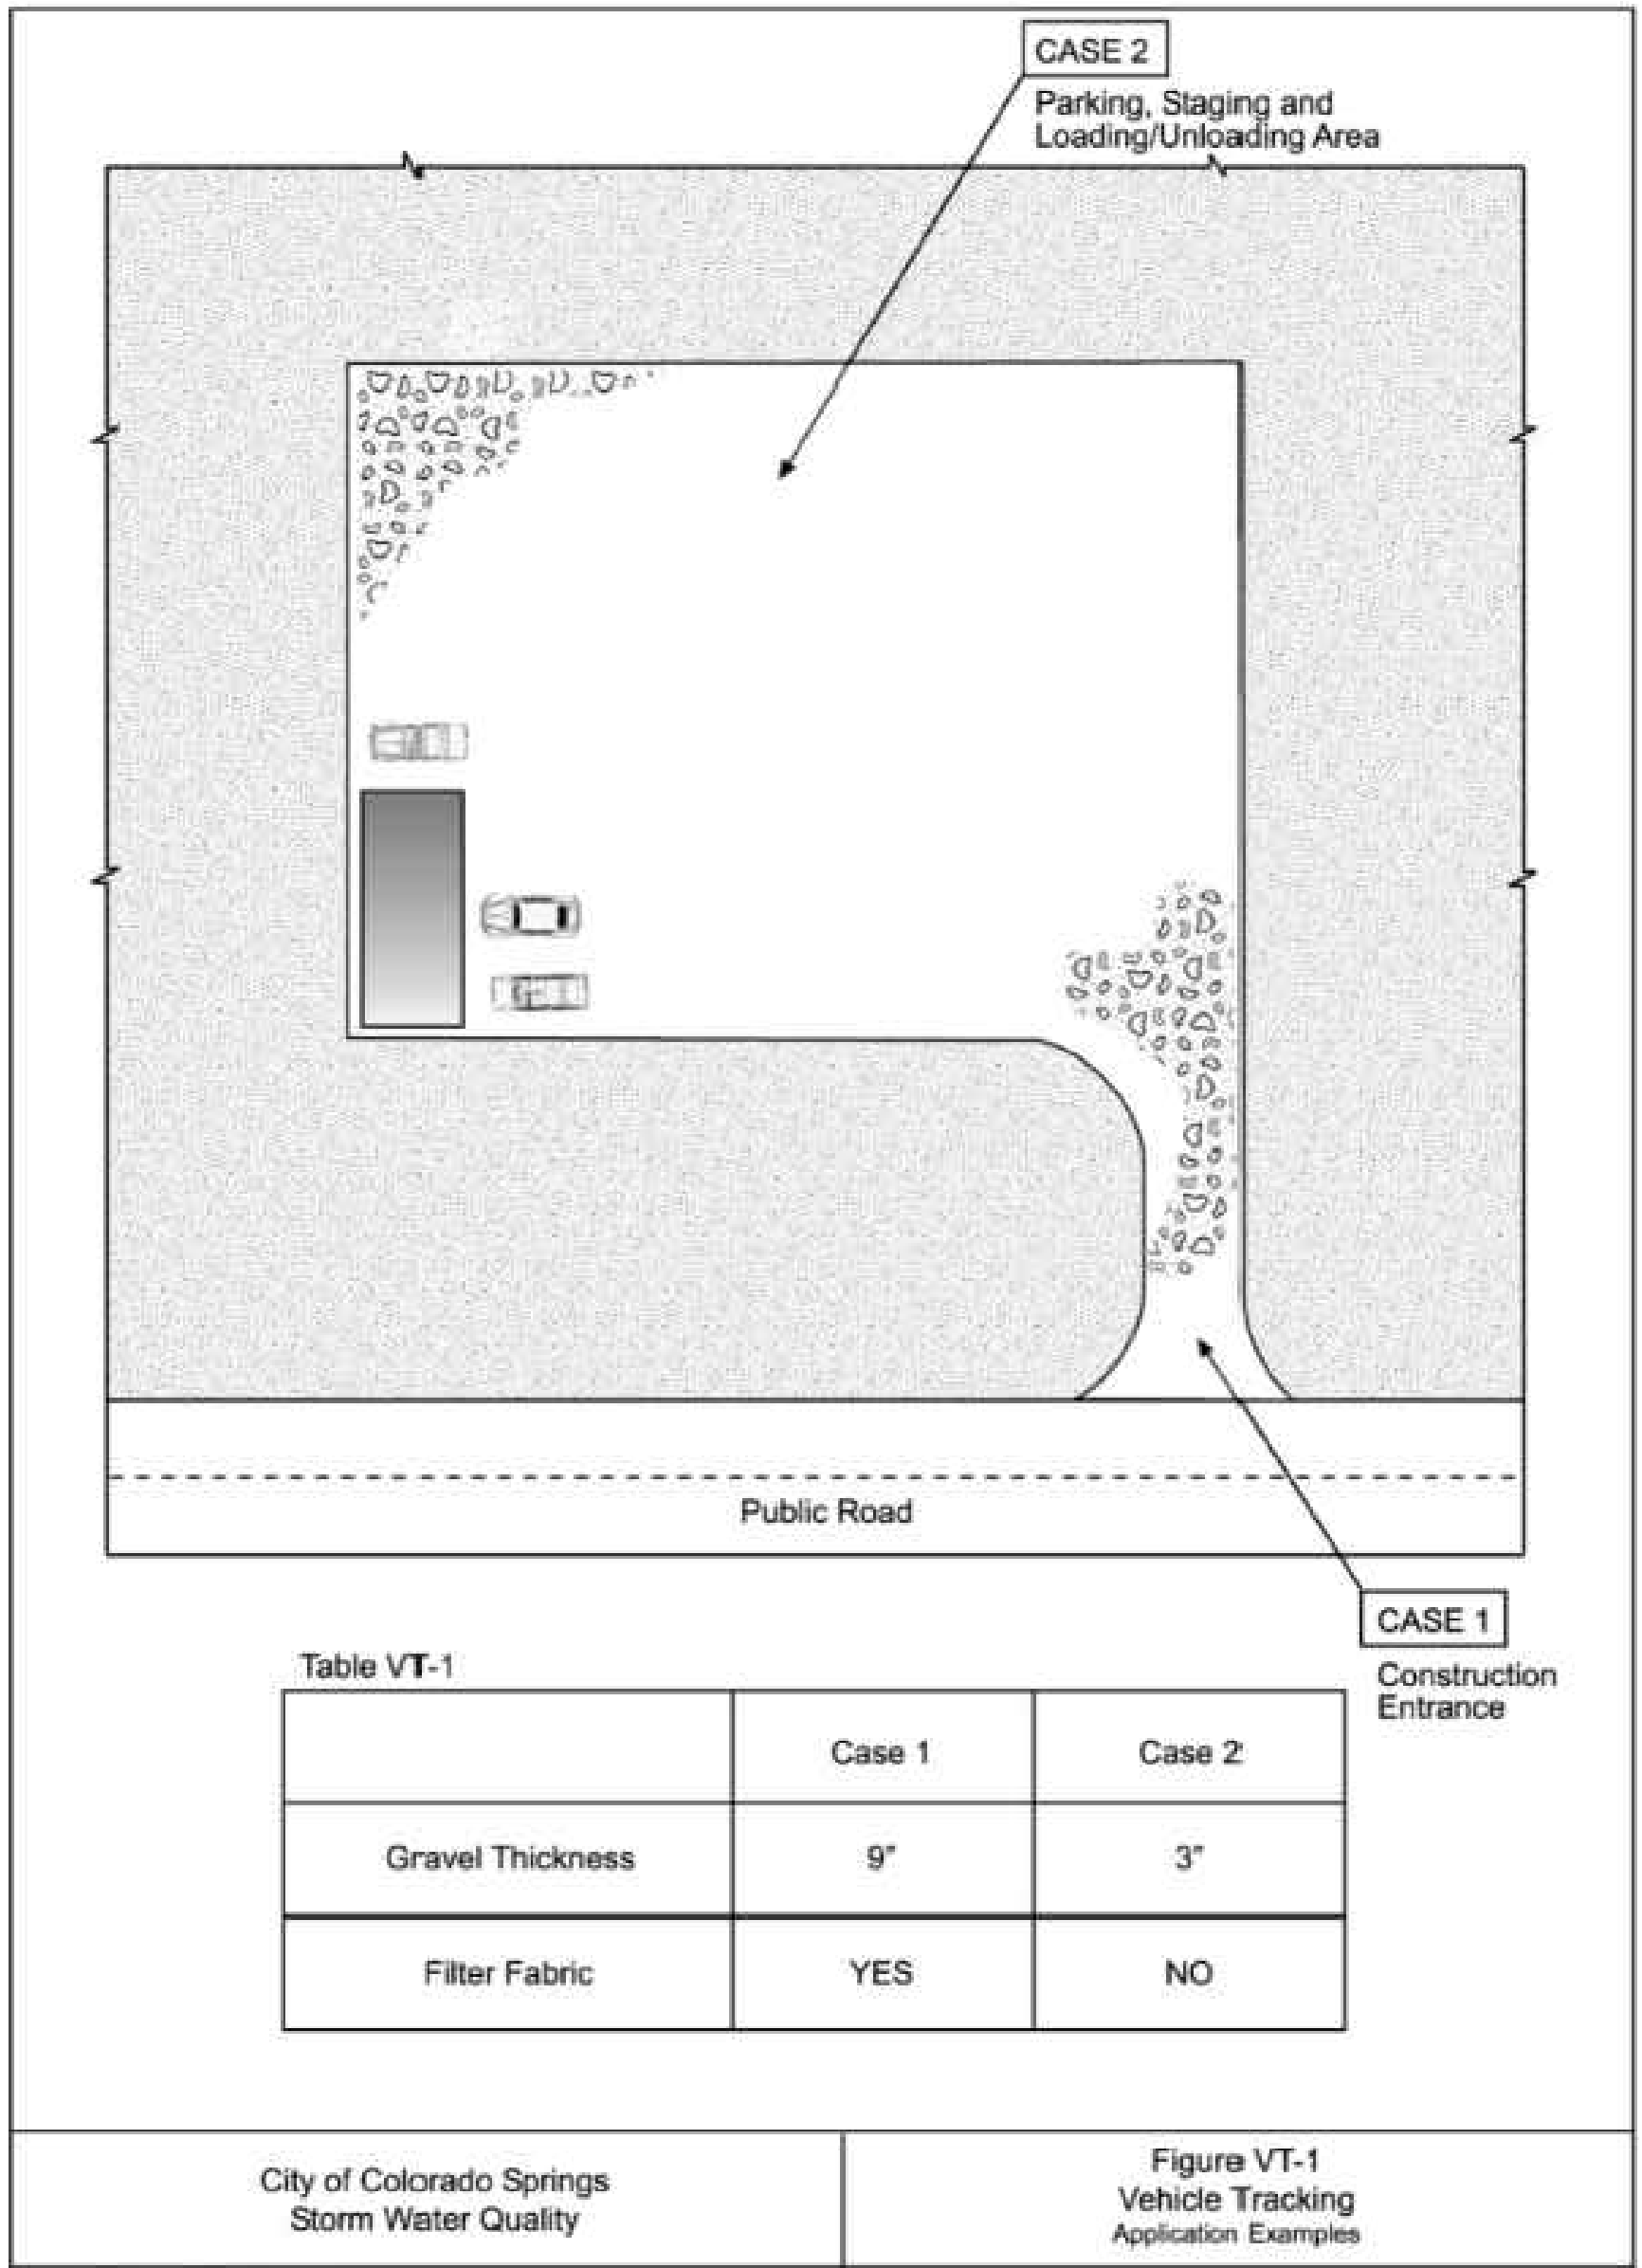 CASE 2
Parking, Staging and
Loading/Unloading Area
Public Road
CASE 1
Construction
Entrance
Table VT-1
Case 1
Case 2
Gravel Thickness
9"
3"
Filter Fabric
YES
NO
City of Colorado Springs
Storm Water Quality
Figure VT-1
Vehicle Tracking
Application Examples